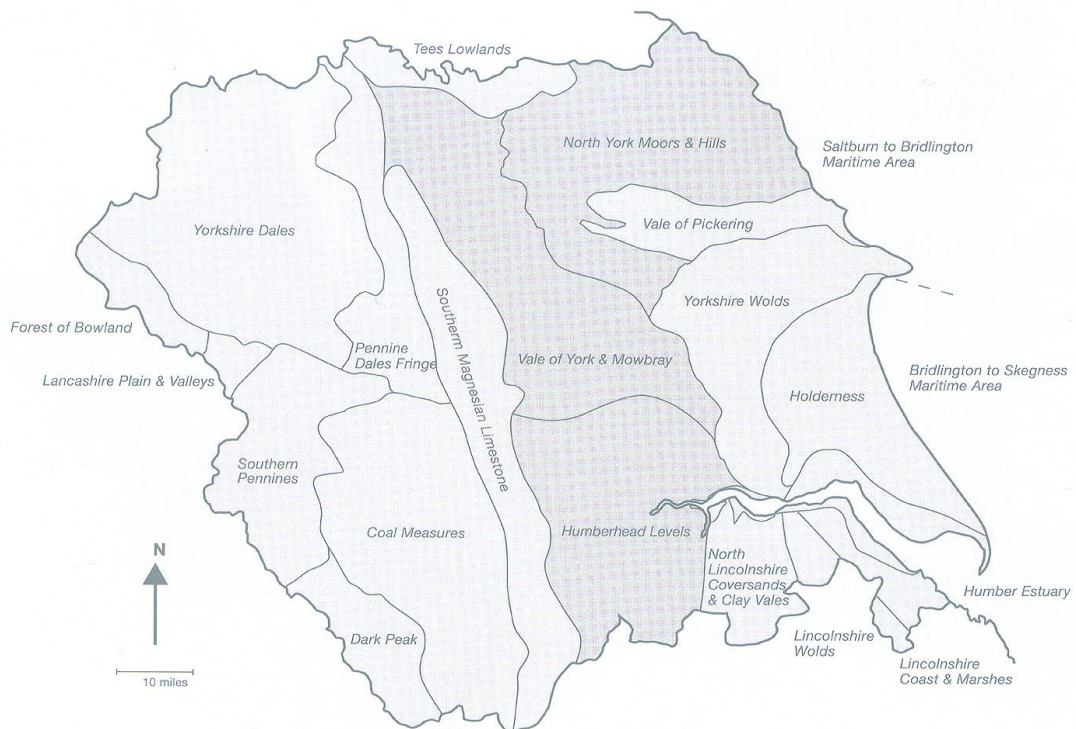 Tees Lowlands
North York Moors & Hills
Saltburn to Bridlington
Maritime Area
Yorkshire Dales
Vale of Pickering
Yorkshire Wolds
Forest of Bowland
Southerm Magnesian Limestone
Pennine
Dales Fringe
Vale of York & Mowbray
Lancashire Plain & Valleys
Bridlington to Skegness
Maritime Area
Holderness
Southern
Pennines
Coal Measures
Humberhead Levels
N
North
Lincolnshire
Coversands
& Clay Vales
Humber Estuary
Dark Peak
Lincolnshire
Wolds
Lincolnshire
Coast & Marshes
10 miles